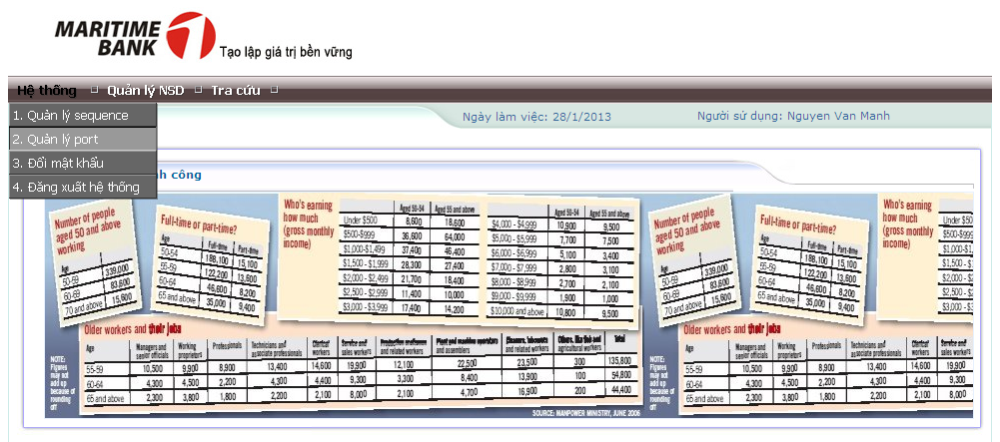 MARITIME
BANK
Tạo lập giá trị bền vững
Hệ thống Quản lý NSD Tra cứu
1. Quản lý sequence
2. Quản lý port
3. Đổi mật khẩu
4. Đăng xuất hệ thống
Ngày làm việc: 28/1/2013 Người sử dụng: Nguyen Van Manh
nh công
Number of people
aged 50 and above
working
Age
50-54 339,000
55-59 83,600
60-69 15,600
70 and above
Full-time or part-time?
Age Full-time Part-time
50-54 188,100 15,100
55-59 122,200 13,600
60-64 46,600 8,200
65 and above 35,000 9,400
Who's earning
how much
(gross monthly
income)
Aged 50-54 Aged 55 and above
Under $500 8,600 18,600
$500-$999 36,600 64,000
$1,000-$1,499 37,400 46,400
$1,500 - $1,999 28,300 27,400
$2,000 - $2,499 21,700 18,400
$2,500 - $2,999 11,400 10,000
$3,000 - $3,999 17,400 14,200
Aged 50-54 Aged 55 and above
$4,000 - $4,999 10,900 9,500
$5,000 - $5,999 7,700 7,500
$6,000 - $6,999 5,100 3,400
$7,000 - $7,999 2,800 3,100
$8,000 - $8,999 2,700 2,100
$9,000 - $9,999 1,900 1,000
$10,000 and above 10,800 9,500
Older workers and their jobs
Age Managers and senior officials Working proprietors Professionals Technicians and associate professionals Clerical workers Service and sales workers Production craftsmen and related workers Plant and machine operators and assemblers Cleaners, labourers and related workers Others, like fish and agricultural workers Total
55-59 10,500 9,900 8,900 13,400 14,600 19,900 12,100 22,500 23,500 300 135,800
60-64 4,300 4,500 2,200 4,300 4,400 9,300 3,300 8,400 13,900 100 54,800
65 and above 2,300 3,800 1,800 2,200 2,100 8,000 2,100 4,700 16,900 200 44,400
NOTE:
Figures
may not
add up
because of
rounding
off
SOURCE: MANPOWER MINISTRY, JUNE 2006
Number of people
aged 50 and above
working
Age
50-54 339,000
55-59 83,600
60-69 15,600
70 and above
Full-time or part-time?
Age Full-time Part-time
50-54 188,100 15,100
55-59 122,200 13,600
60-64 46,600 8,200
65 and above 35,000 9,400
Who's earning
how much
(gross monthly
income)
Under $50
$500-$999
$1,000-$1
$1,500 -
$2,000 -
$2,500 - $
$3,000 - $
Older workers and their jobs
Age Managers and senior officials Working proprietors Professionals Technicians and associate professionals Clerical workers Service and sales workers
55-59 10,500 9,900 8,900 13,400 14,600 19,900
60-64 4,300 4,500 2,200 4,300 4,400 9,300
65 and above 2,300 3,800 1,800 2,200 2,100 8,000
NOTE:
Figures
may not
add up
because of
rounding
off